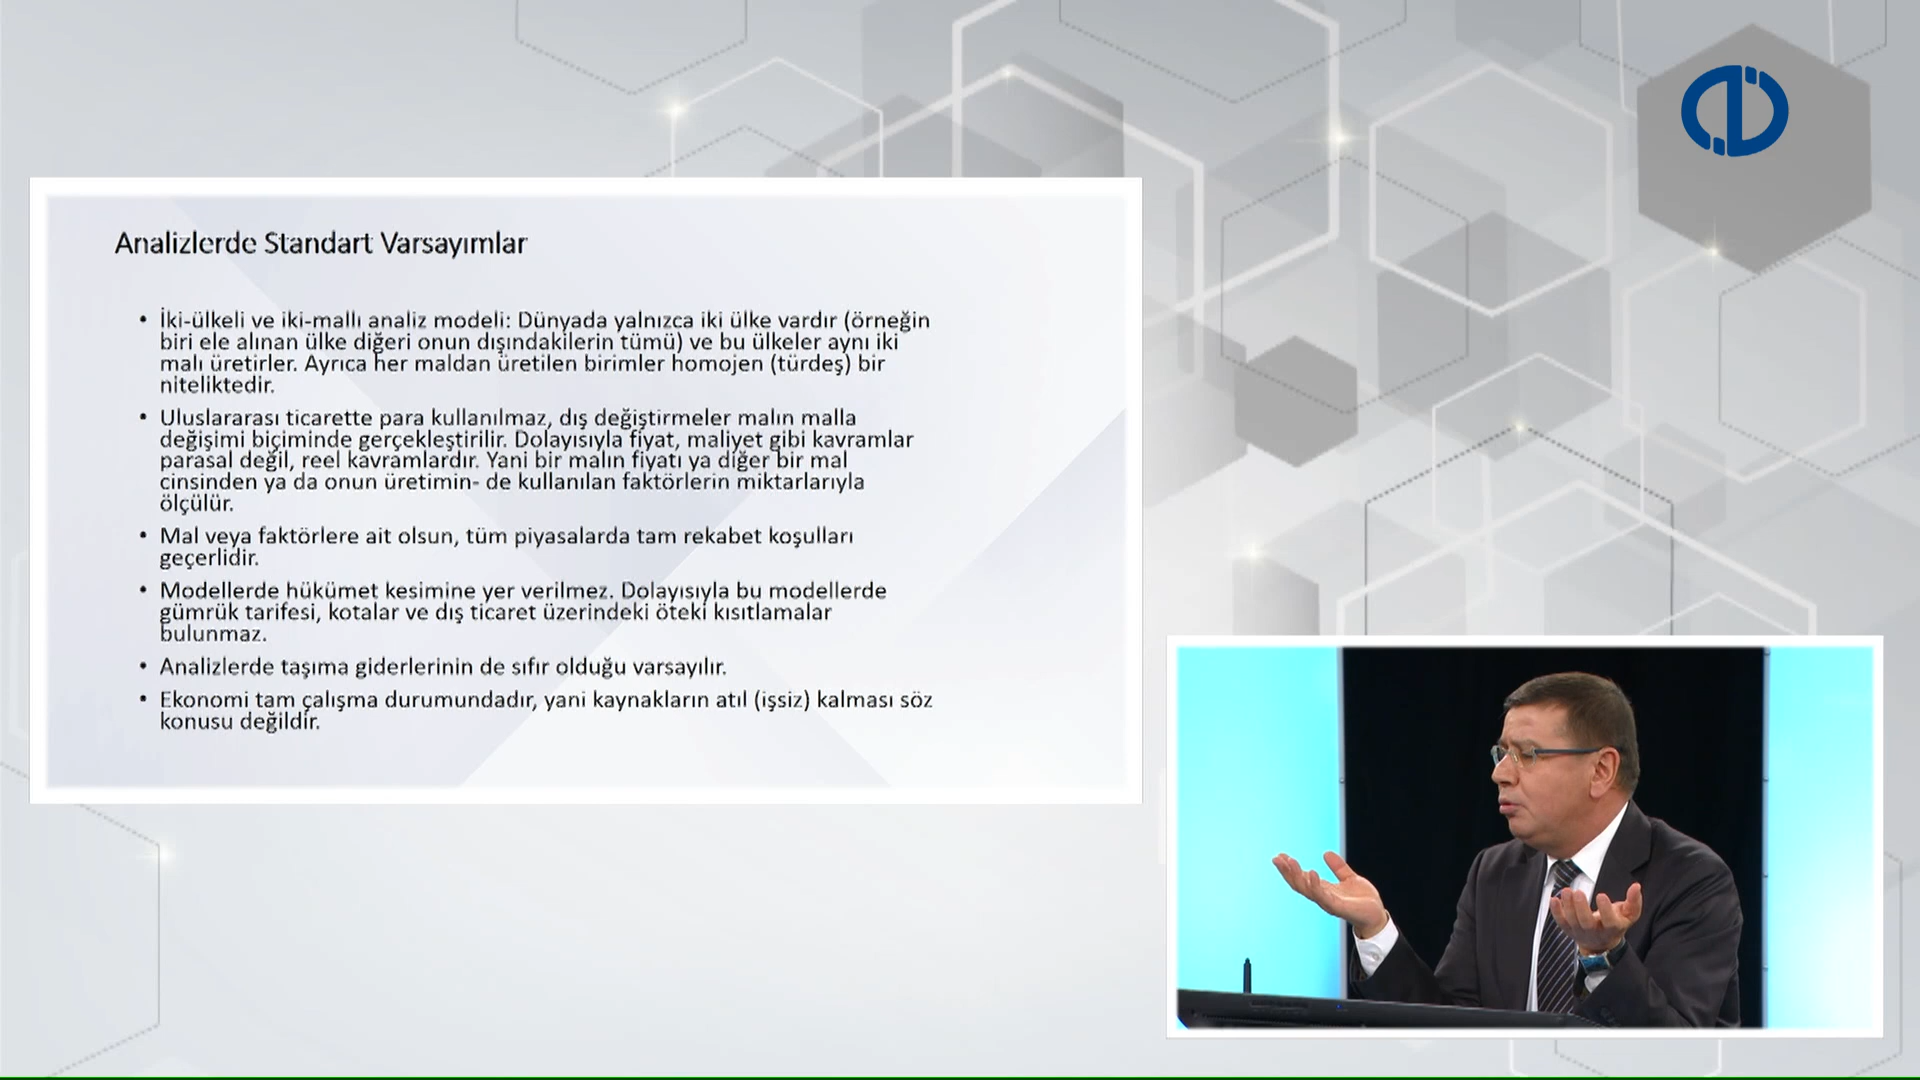 Analizlerde Standart Varsayımlar
• İki-ülkeli ve iki-mallı analiz modeli: Dünyada yalnızca iki ülke vardır (örneğin
biri ele alınan ülke diğeri onun dışındakilerin tümü) ve bu ülkeler aynı iki
malı üretirler. Ayrıca her maldan üretilen birimler homojen (türdeş) bir
niteliktedir.
• Uluslararası ticarette para kullanılmaz, dış değiştirmeler malın malla
değişimi biçiminde gerçekleştirilir. Dolayısıyla fiyat, maliyet gibi kavramlar
parasal değil, reel kavramlardır. Yani bir malın fiyatı ya diğer bir mal
cinsinden ya da onun üretimin- de kullanılan faktörlerin miktarlarıyla
ölçülür.
• Mal veya faktörlere ait olsun, tüm piyasalarda tam rekabet koşulları
geçerlidir.
• Modellerde hükümet kesimine yer verilmez. Dolayısıyla bu modellerde
gümrük tarifesi, kotalar ve dış ticaret üzerindeki öteki kısıtlamalar
bulunmaz.
• Analizlerde taşıma giderlerinin de sıfır olduğu varsayılır.
• Ekonomi tam çalışma durumundadır, yani kaynakların atıl (işsiz) kalması söz
konusu değildir.